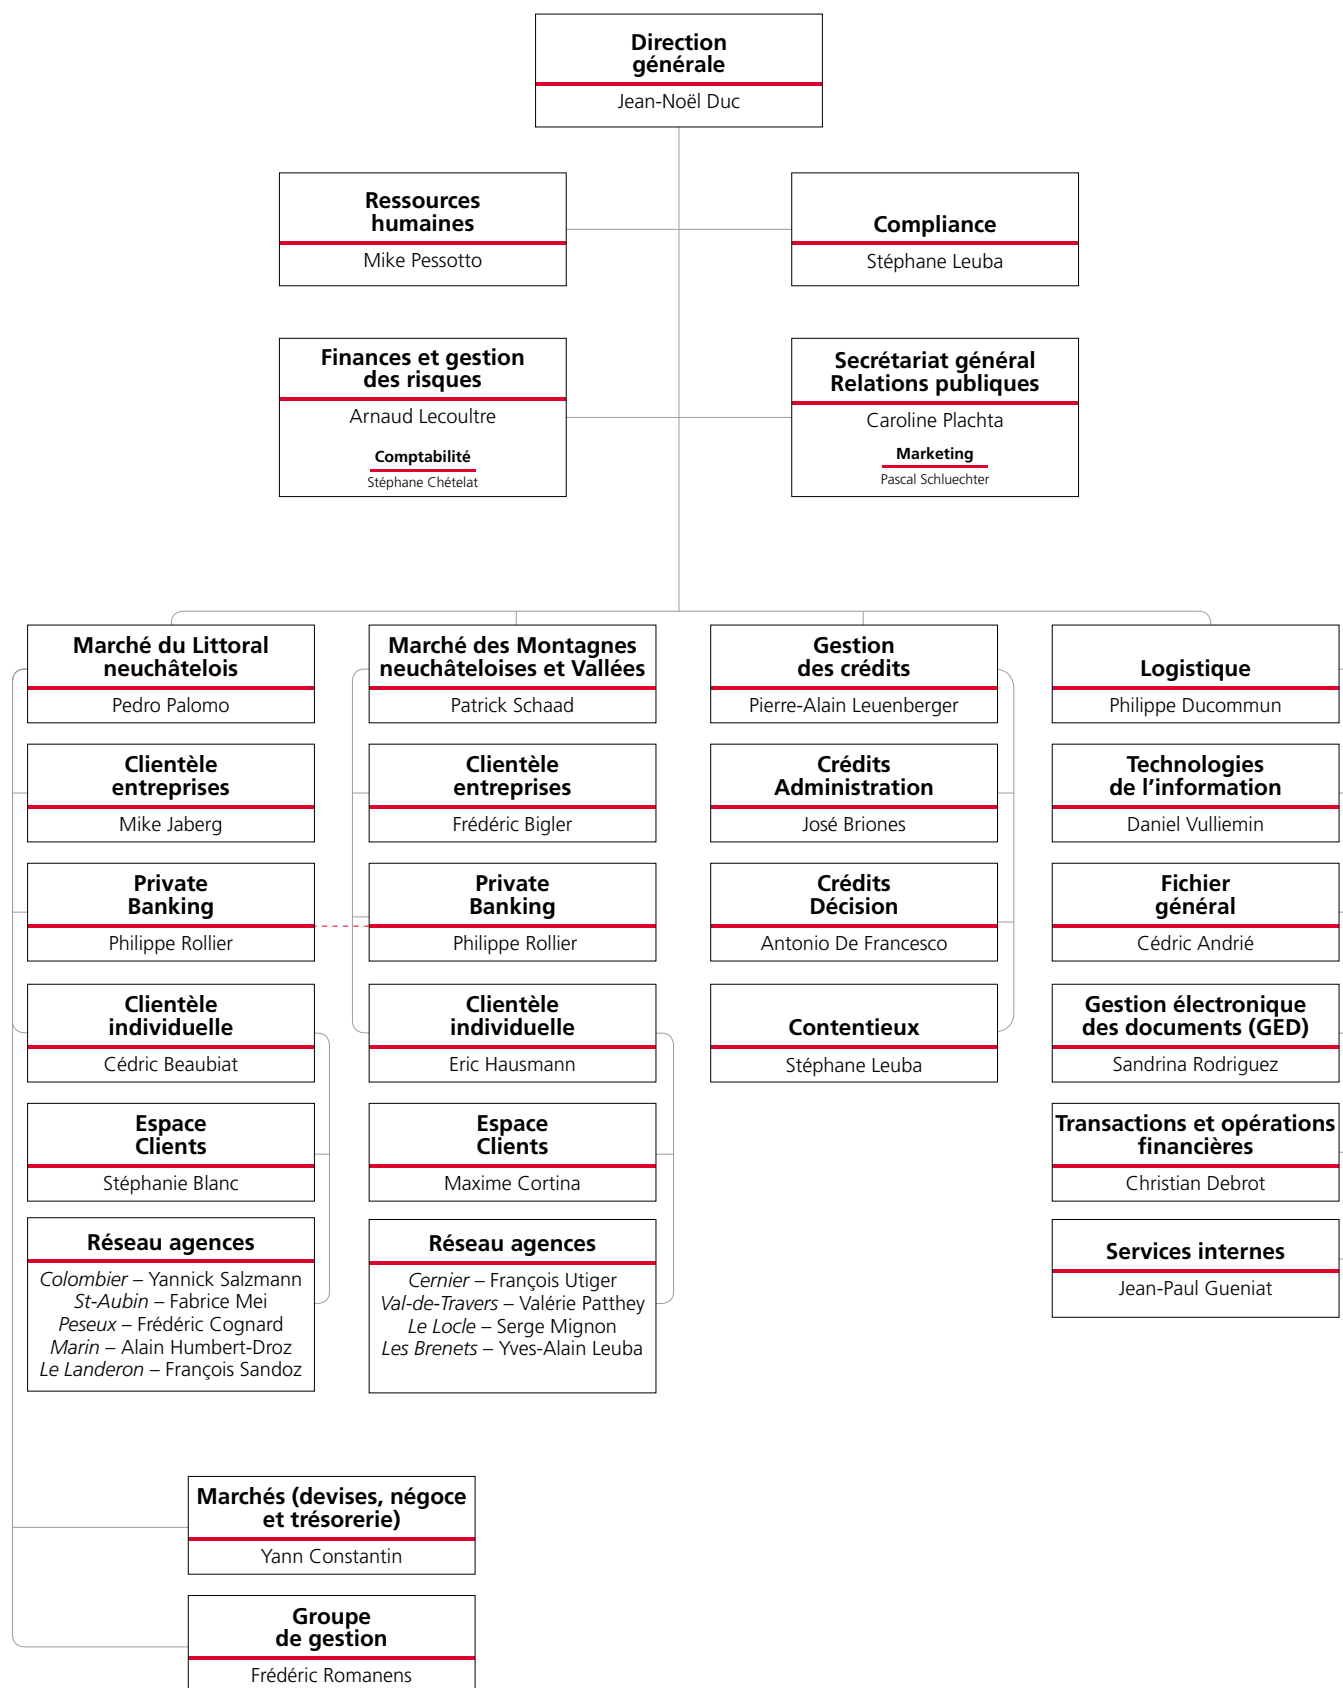 Direction
générale
Jean-Noël Duc
Ressources
humaines
Mike Pessotto
Compliance
Stéphane Leuba
Finances et gestion
des risques
Arnaud Lecoultre
Comptabilité
Stéphane Chételat
Secrétariat général
Relations publiques
Caroline Plachta
Marketing
Pascal Schluechter
Marché du Littoral
neuchâtelois
Pedro Palomo
Clientèle
entreprises
Mike Jaberg
Private
Banking
Philippe Rollier
Clientèle
individuelle
Cédric Beaubiat
Espace
Clients
Stéphanie Blanc
Réseau agences
Colombier – Yannick Salzmann
St-Aubin – Fabrice Mei
Peseux – Frédéric Cognard
Marin – Alain Humbert-Droz
Le Landeron – François Sandoz
Marché des Montagnes
neuchâteloises et Vallées
Patrick Schaad
Clientèle
entreprises
Frédéric Bigler
Private
Banking
Philippe Rollier
Clientèle
individuelle
Eric Hausmann
Espace
Clients
Maxime Cortina
Réseau agences
Cernier – François Utiger
Val-de-Travers – Valérie Patthey
Le Locle – Serge Mignon
Les Brenets – Yves-Alain Leuba
Gestion
des crédits
Pierre-Alain Leuenberger
Crédits
Administration
José Briones
Crédits
Décision
Antonio De Francesco
Contentieux
Stéphane Leuba
Logistique
Philippe Ducommun
Technologies
de l'information
Daniel Vulliemin
Fichier
général
Cédric Andrié
Gestion électronique
des documents (GED)
Sandrina Rodriguez
Transactions et opérations
financières
Christian Debrot
Services internes
Jean-Paul Gueniat
Marchés (devises, négoce
et trésorerie)
Yann Constantin
Groupe
de gestion
Frédéric Romanens